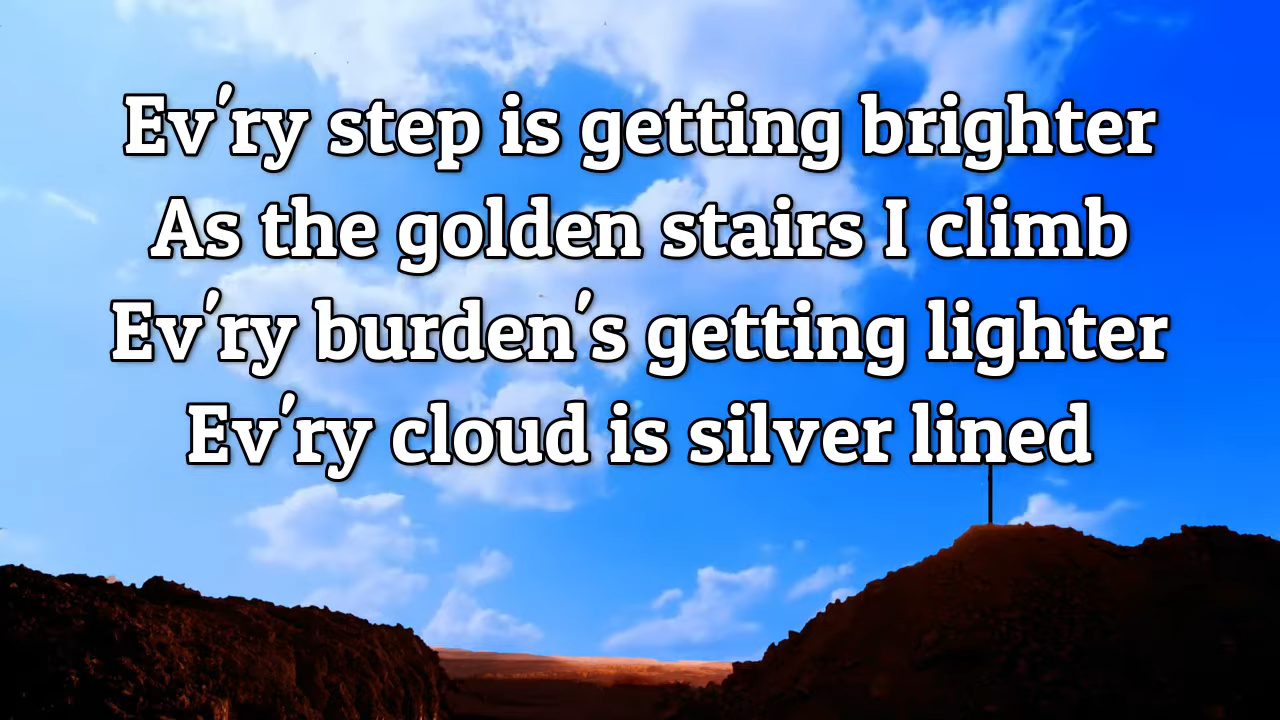 Ev'ry step is getting brighter
As the golden stairs I climb
Ev'ry burden's getting lighter
Ev'ry cloud is silver lined